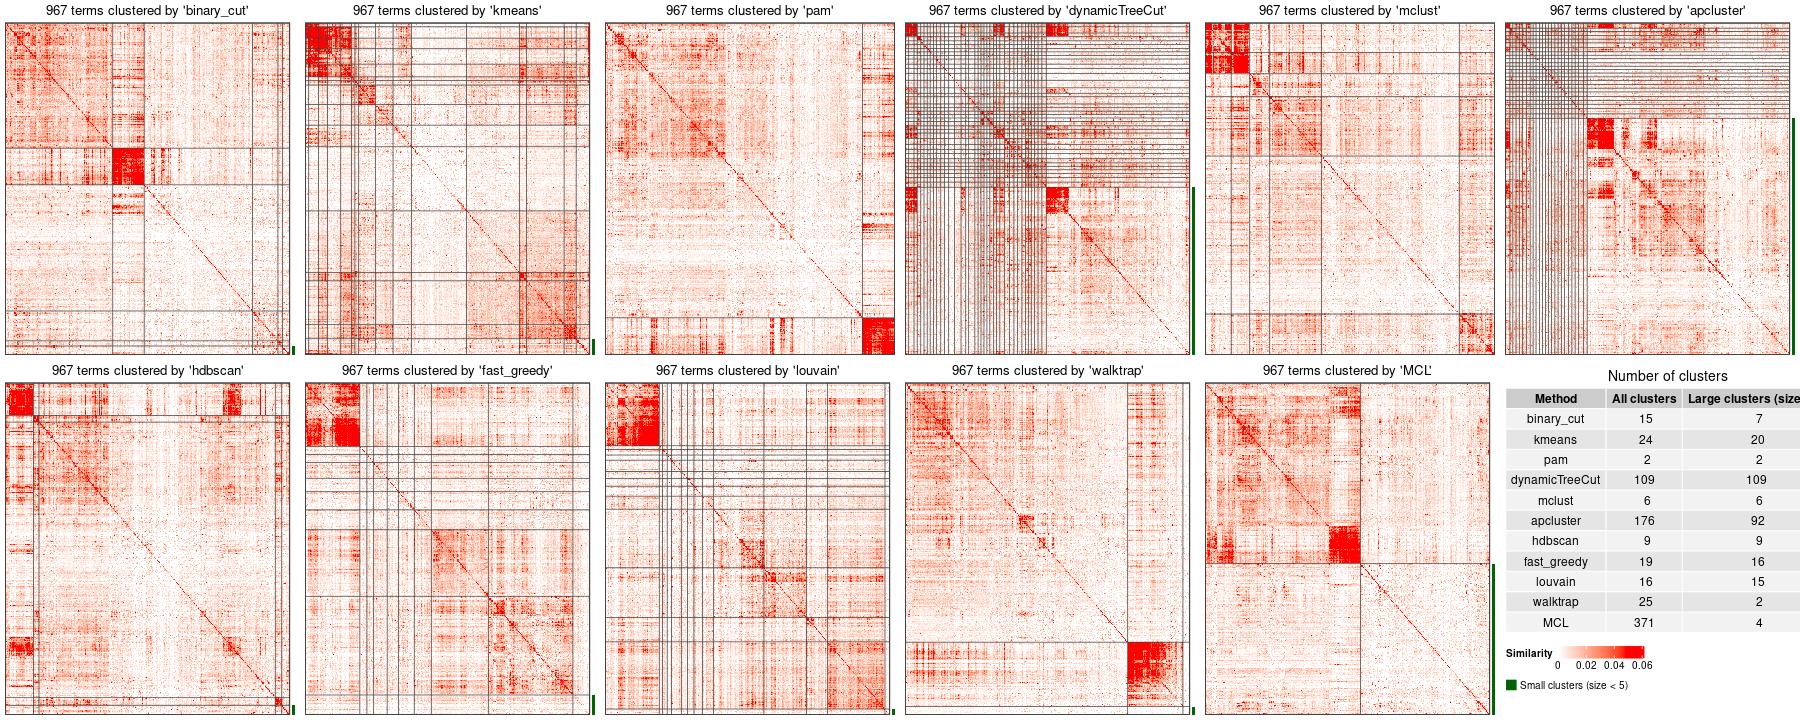 967 terms clustered by 'binary_cut'
967 terms clustered by 'kmeans'
967 terms clustered by 'pam'
967 terms clustered by 'dynamicTreeCut'
967 terms clustered by 'mclust'
967 terms clustered by 'apcluster'
967 terms clustered by 'hdbscan'
967 terms clustered by 'fast_greedy'
967 terms clustered by 'louvain'
967 terms clustered by 'walktrap'
967 terms clustered by 'MCL'
Number of clusters
Method All clusters Large clusters (size
binary_cut 15 7
kmeans 24 20
pam 2 2
dynamicTreeCut 109 109
mclust 6 6
apcluster 176 92
hdbscan 9 9
fast_greedy 19 16
louvain 16 15
walktrap 25 2
MCL 371 4
Similarity
0 0.02 0.04 0.06
Small clusters (size < 5)